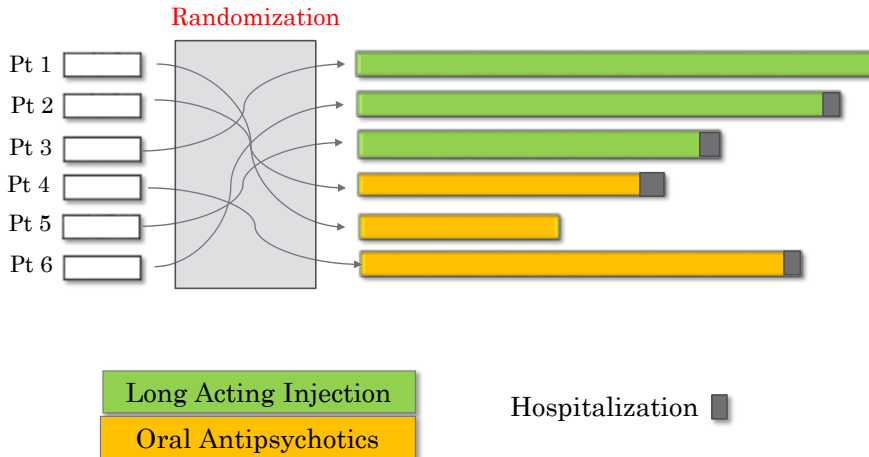 Randomization
Pt 1
Pt 2
Pt 3
Pt 4
Pt 5
Pt 6
Long Acting Injection
Oral Antipsychotics
Hospitalization